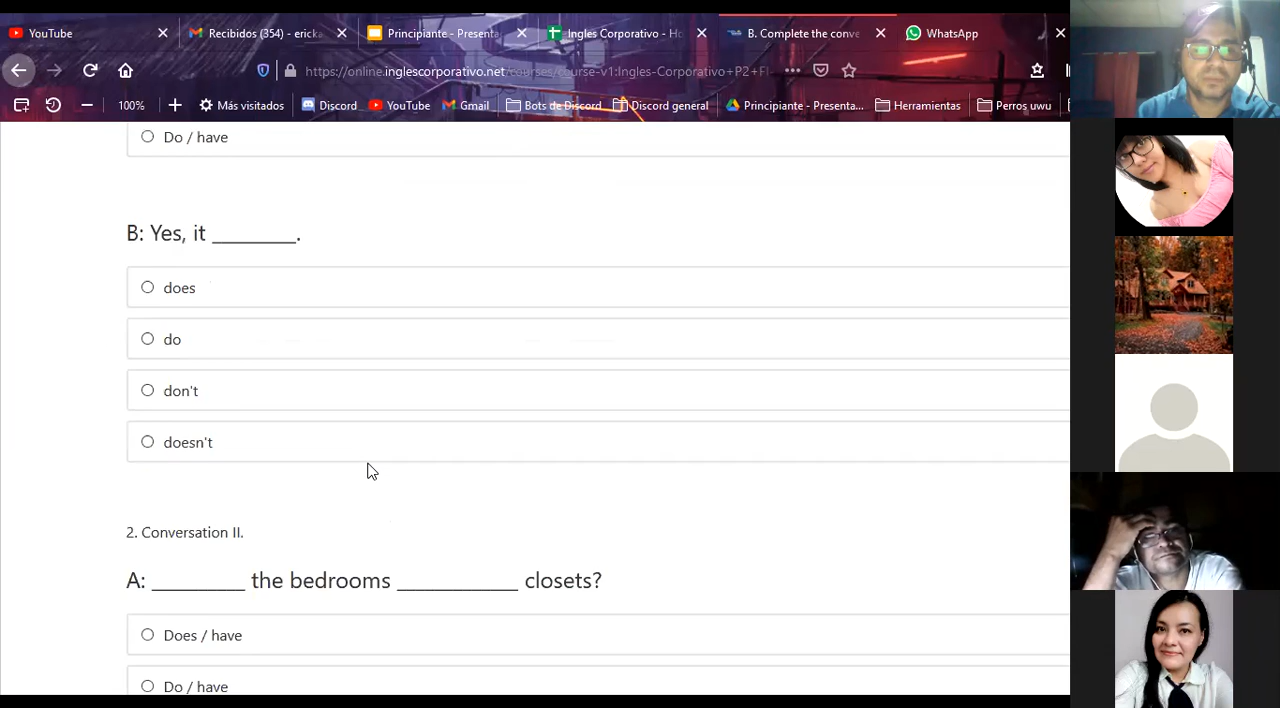 YouTube
Recibidos (354) - ericka
Principiante - Presenta
Ingles Corporativo - Ho
B. Complete the conve
WhatsApp
https://online.inglescorporativo.net/courses/course-v1:Ingles-Corporativo+P2+FI
100%
Más visitados
Discord
YouTube
Gmail
Bots de Discord
Discord general
Principiante - Presenta...
Herramientas
Perros uwu
Do / have
B: Yes, it ________.
does
do
don't
doesn't
2. Conversation II.
A: _________ the bedrooms ____________ closets?
Does / have
Do / have